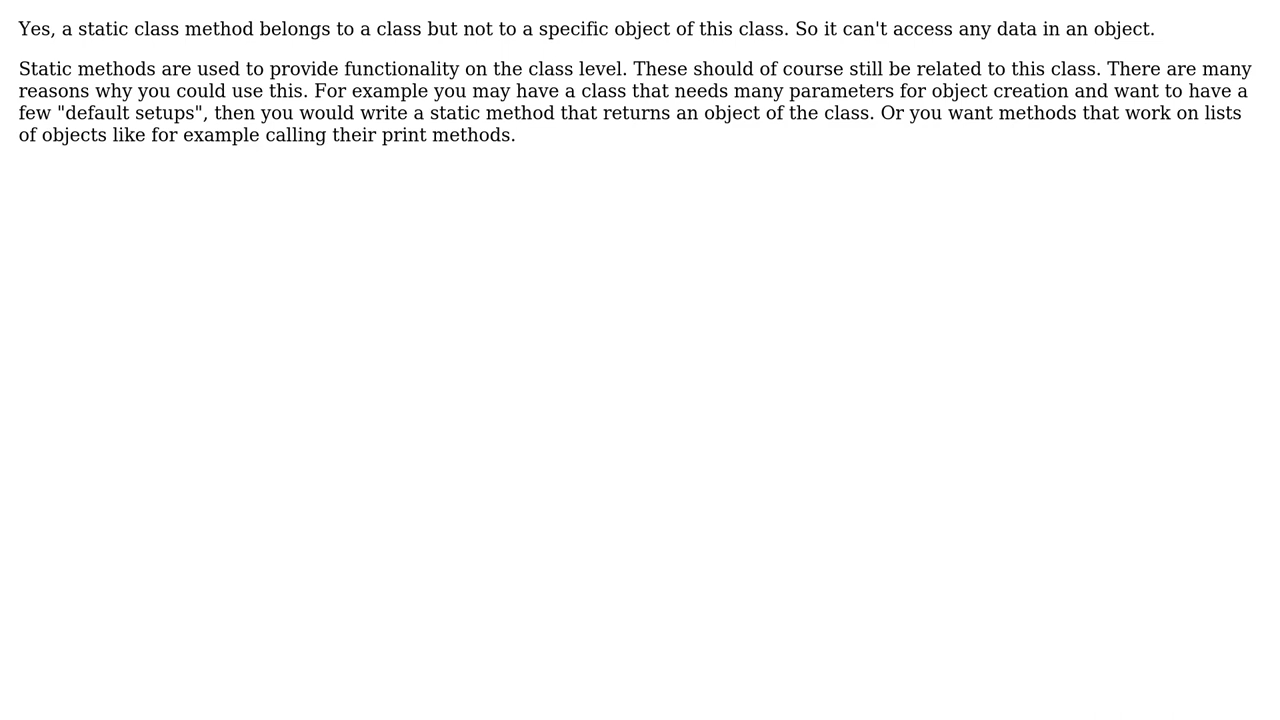 Yes, a static class method belongs to a class but not to a specific object of this class. So it can't access any data in an object.
Static methods are used to provide functionality on the class level. These should of course still be related to this class. There are many
reasons why you could use this. For example you may have a class that needs many parameters for object creation and want to have a
few "default setups", then you would write a static method that returns an object of the class. Or you want methods that work on lists
of objects like for example calling their print methods.